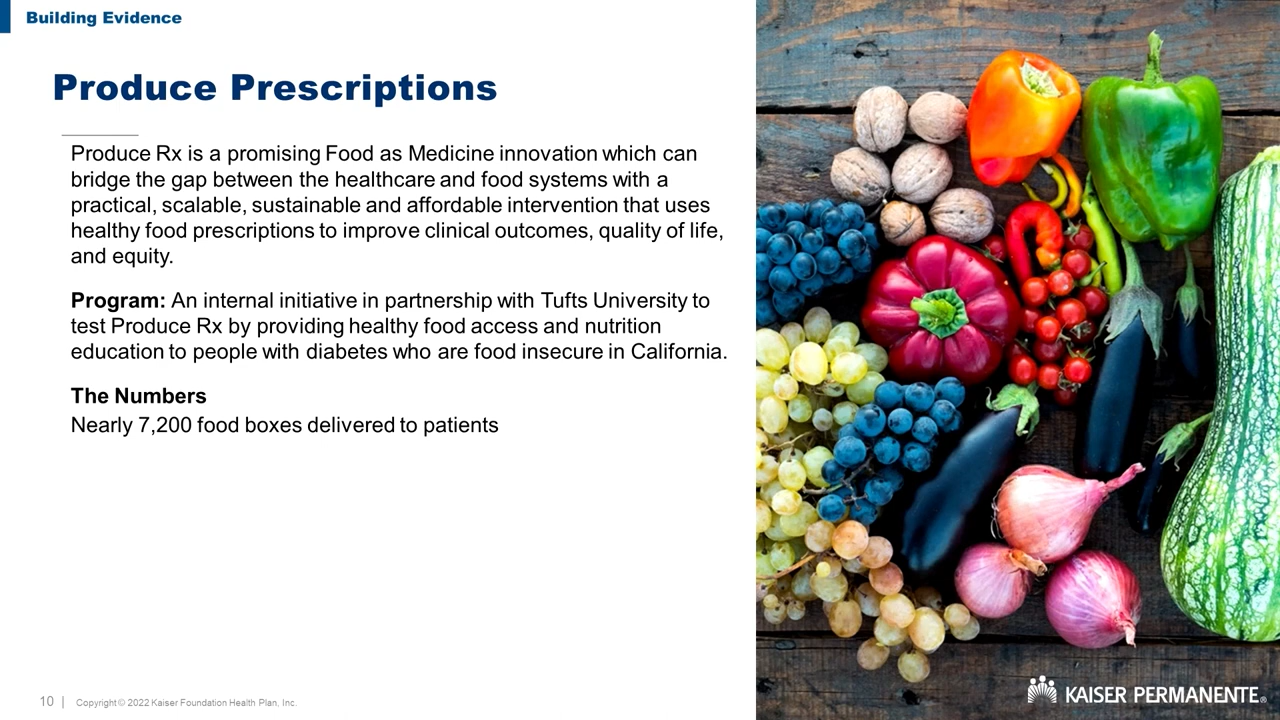 Building Evidence
Produce Prescriptions
Produce Rx is a promising Food as Medicine innovation which can
bridge the gap between the healthcare and food systems with a
practical, scalable, sustainable and affordable intervention that uses
healthy food prescriptions to improve clinical outcomes, quality of life,
and equity.
Program: An internal initiative in partnership with Tufts University to
test Produce Rx by providing healthy food access and nutrition
education to people with diabetes who are food insecure in California.
The Numbers
Nearly 7,200 food boxes delivered to patients
10 | Copyright © 2022 Kaiser Foundation Health Plan, Inc.
KAISER PERMANENTE®